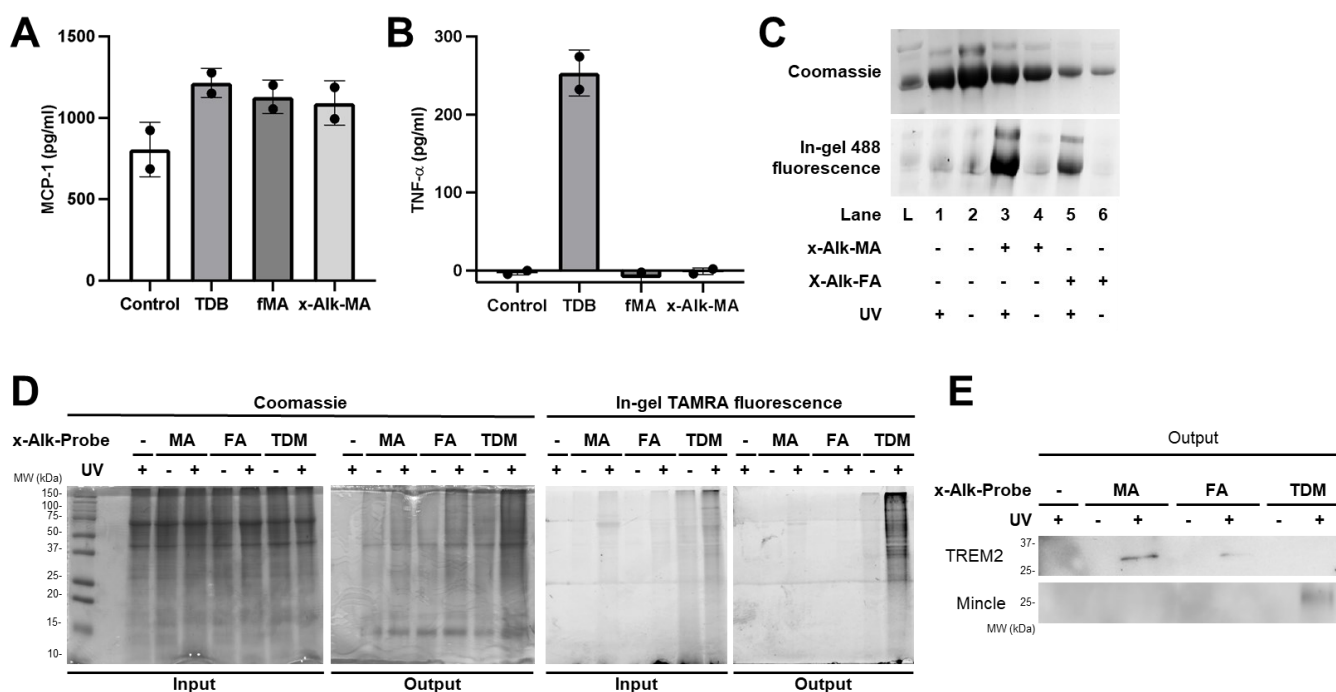 A
MCP-1 (pg/ml)
1500
1000
500
0
Control TDB fMA x-Alk-MA
B
TNF-α (pg/ml)
300
200
100
0
Control TDB fMA x-Alk-MA
C
Coomassie
In-gel 488
fluorescence
Lane L 1 2 3 4 5 6
x-Alk-MA - - + + - -
X-Alk-FA - - - - + +
UV + - + - + -
D
Coomassie In-gel TAMRA fluorescence
x-Alk-Probe - MA FA TDM - MA FA TDM - MA FA TDM - MA FA TDM
UV + - + - + - + + - + - + - + + - + - + - + + - + - + - +
MW (kDa)
150-
100-
75-
50-
37-
25-
20-
15-
10-
Input Output Input Output
E
Output
x-Alk-Probe - MA FA TDM
UV + - + - + - +
TREM2 37-
25-
Mincle 25-
MW (kDa)